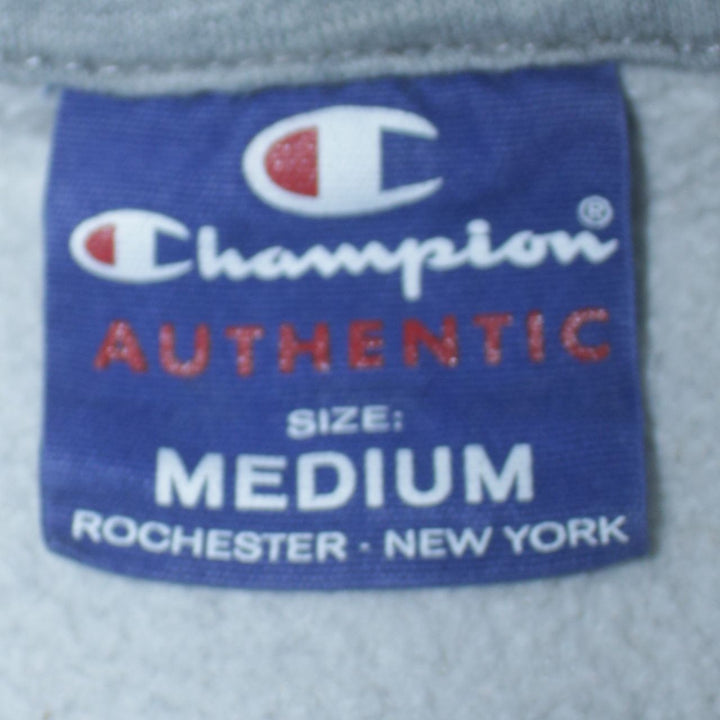 Champion®
AUTHENTIC
SIZE:
MEDIUM
ROCHESTER · NEW YORK